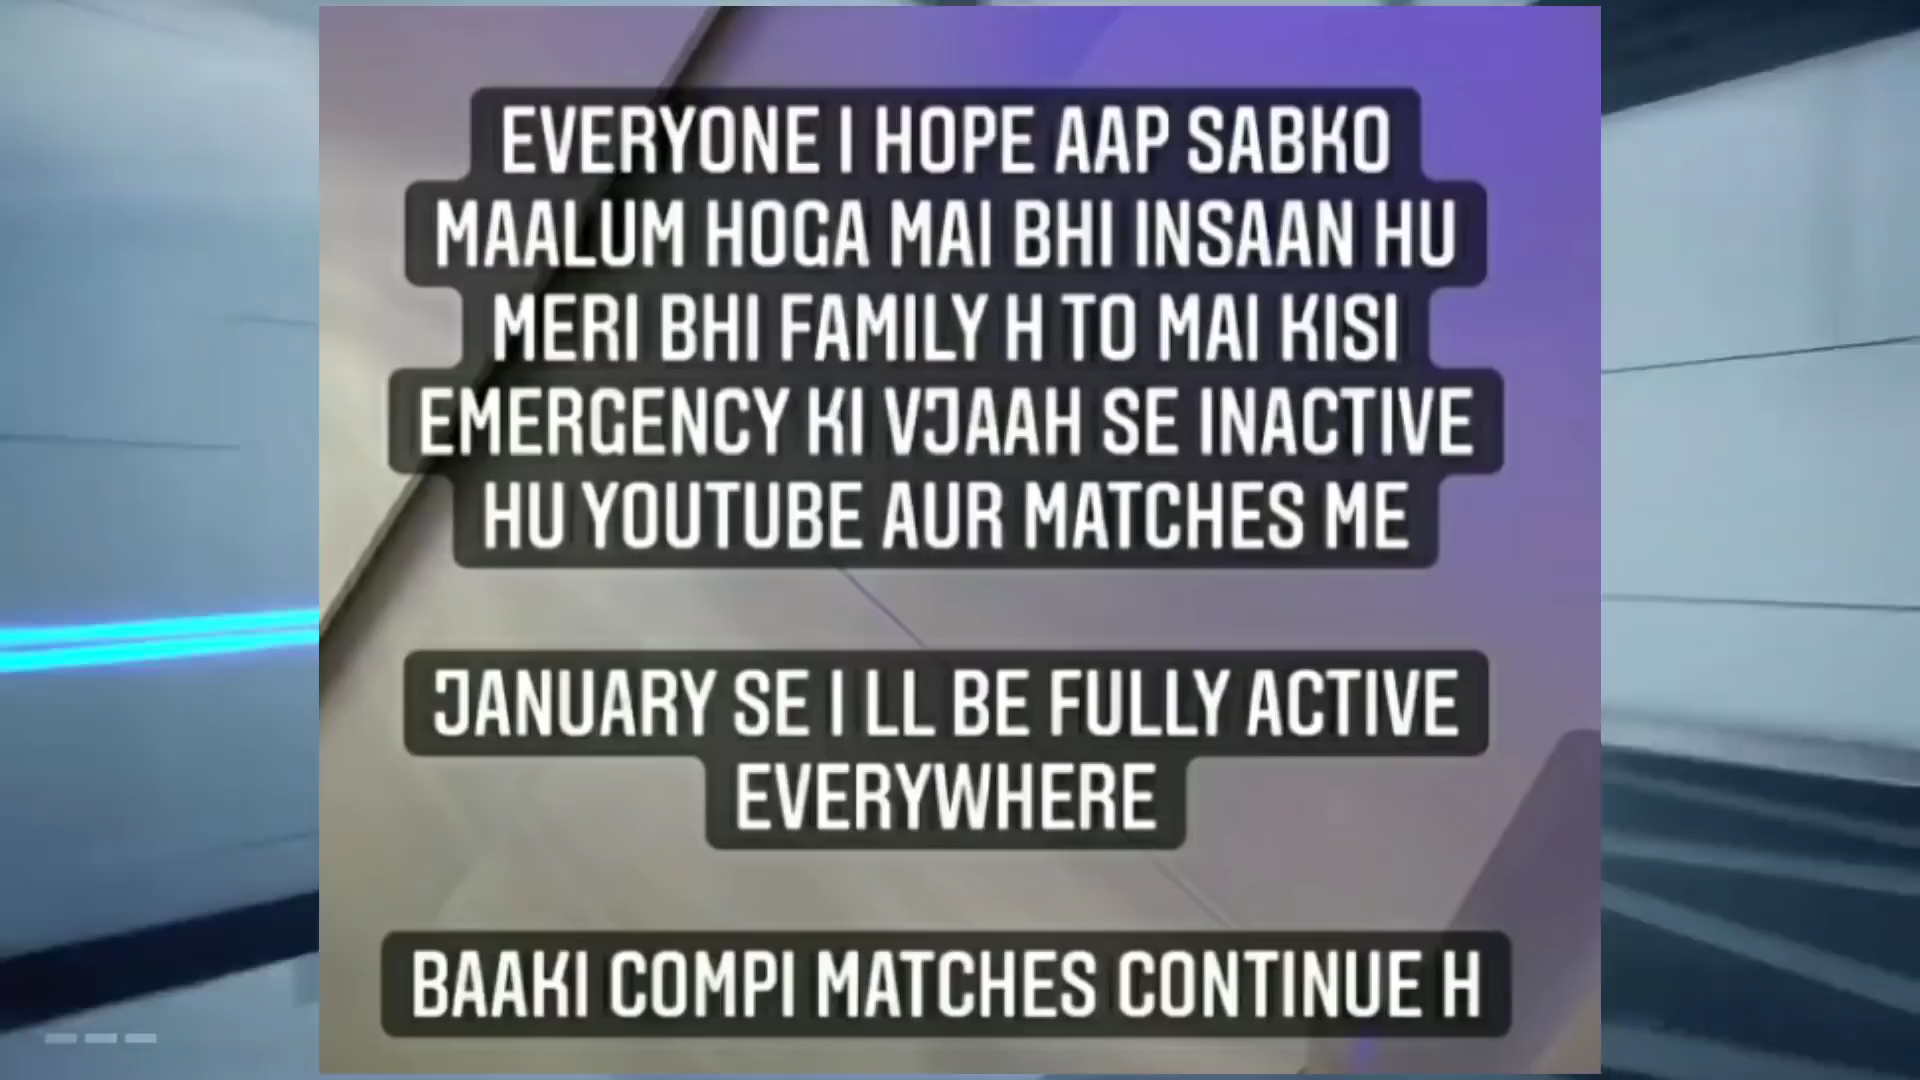 EVERYONE I HOPE AAP SABKO
MAALUM HOGA MAI BHI INSAAN HU
MERI BHI FAMILY H TO MAI KISI
EMERGENCY KI VJAAH SE INACTIVE
HU YOUTUBE AUR MATCHES ME
JANUARY SE I LL BE FULLY ACTIVE
EVERYWHERE
BAAKI COMPI MATCHES CONTINUE H